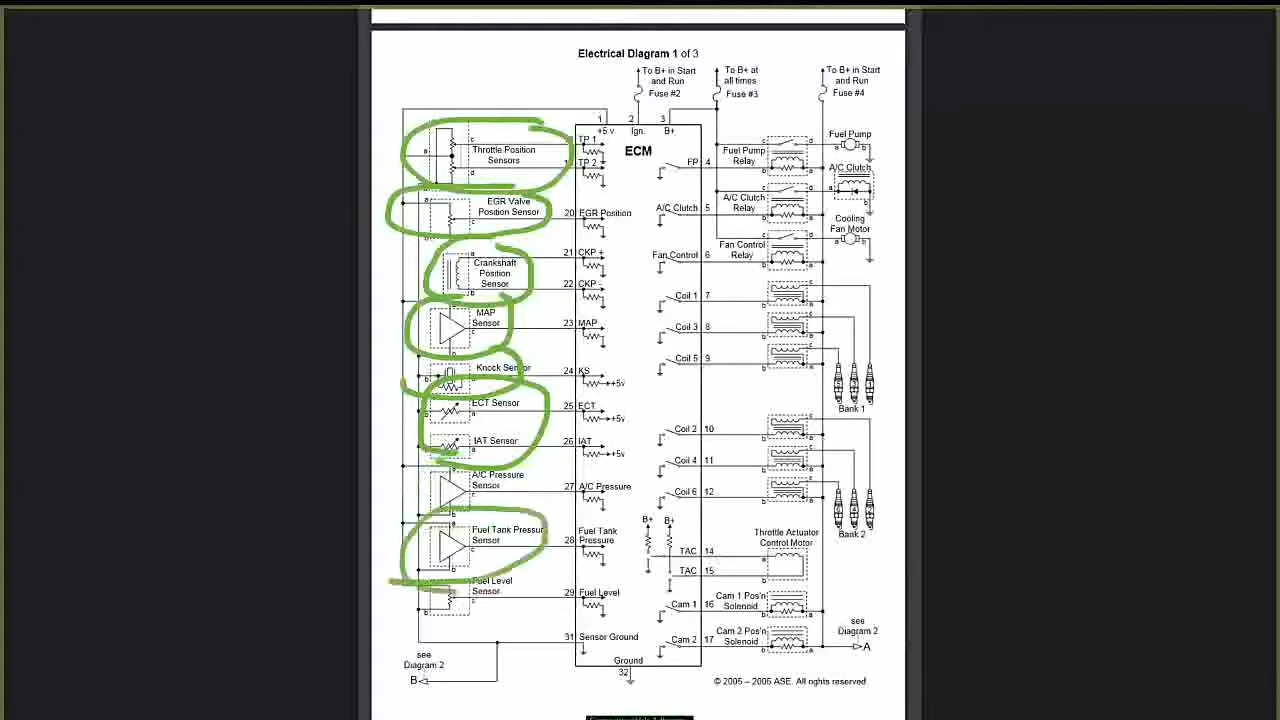 Electrical Diagram 1 of 3
To B+ in Start
and Run
Fuse #2
To B+ at
all times
Fuse #3
To B+ in Start
and Run
Fuse #4
1
2
3
+5 v.
Ign.
B+
ECM
Throttle Position
Sensors
a
c
d
TP 1
TP 2
EGR Valve
Position Sensor
c
20 EGR Position
Crankshaft
Position
Sensor
a
b
21 CKP +
22 CKP -
MAP
Sensor
c
b
23 MAP
Knock Sensor
b
24 KS
+5v
ECT Sensor
b
a
25 ECT
+5v
IAT Sensor
a
26 IAT
+5v
A/C Pressure
Sensor
a
c
b
27 A/C Pressure
Fuel Tank Pressur
Sensor
a
c
b
28 Fuel Tank
Pressure
Fuel Level
Sensor
c
b
29 Fuel Level
31 Sensor Ground
see
Diagram 2
B
Ground
32
FP 4
Fuel Pump
Relay
c
d
b
a
Fuel Pump
a
b
A/C Clutch 5
A/C Clutch
Relay
c
d
b
a
A/C Clutch
a
b
Fan Control 6
Fan Control
Relay
c
d
b
a
Cooling
Fan Motor
a
b
Coil 1 7
c
b
a
Coil 3 8
c
b
a
Coil 5 9
c
b
a
Bank 1
Coil 2 10
c
b
a
Coil 4 11
c
b
a
Coil 6 12
c
b
a
Bank 2
B+ B+
TAC 14
TAC 15
Throttle Actuator
Control Motor
a
b
Cam 1 16
Cam 1 Pos'n
Solenoid
b
a
Cam 2 17
Cam 2 Pos'n
Solenoid
b
a
see
Diagram 2
A
© 2005 – 2006 ASE. All rights reserved